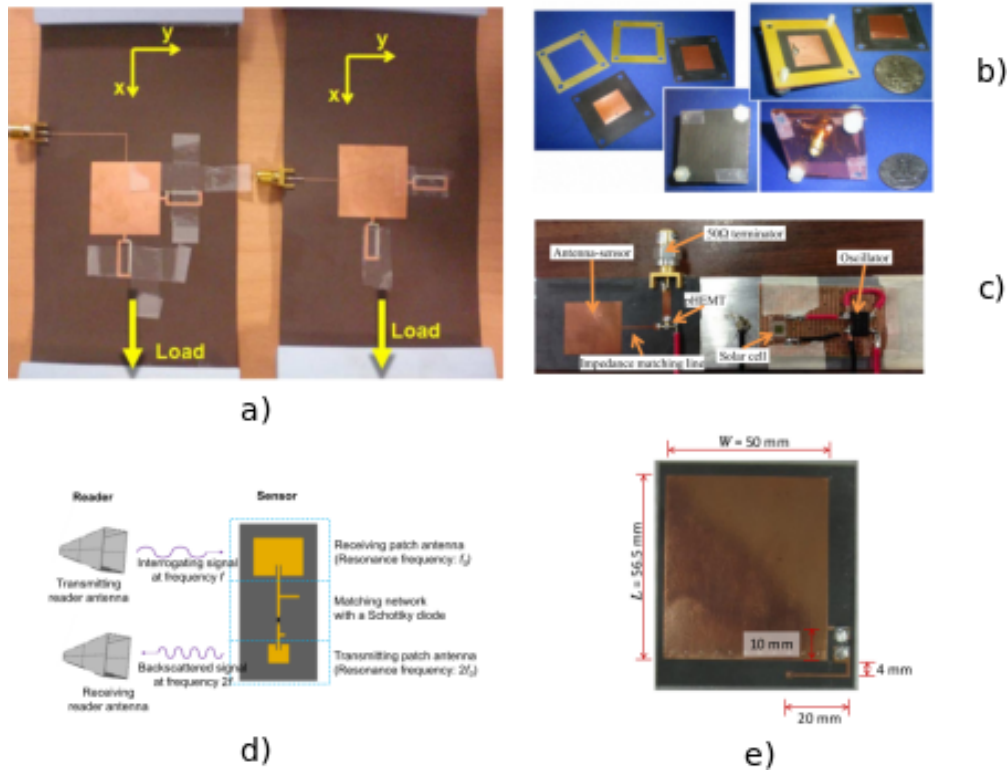 y
x
Load
y
x
Load
a)
b)
50Ω terminator
Antenna-sensor
Oscillator
pHEMT
Solar cell
Impedance matching line
c)
Reader
Sensor
Interrogating signal
at frequency f
Transmitting
reader antenna
Receiving patch antenna
(Resonance frequency: f₀)
Matching network
with a Schottky diode
Backscattered signal
at frequency 2f
Receiving
reader antenna
Transmitting patch antenna
(Resonance frequency: 2f₀)
d)
W = 50 mm
L = 56.5 mm
10 mm
4 mm
20 mm
e)